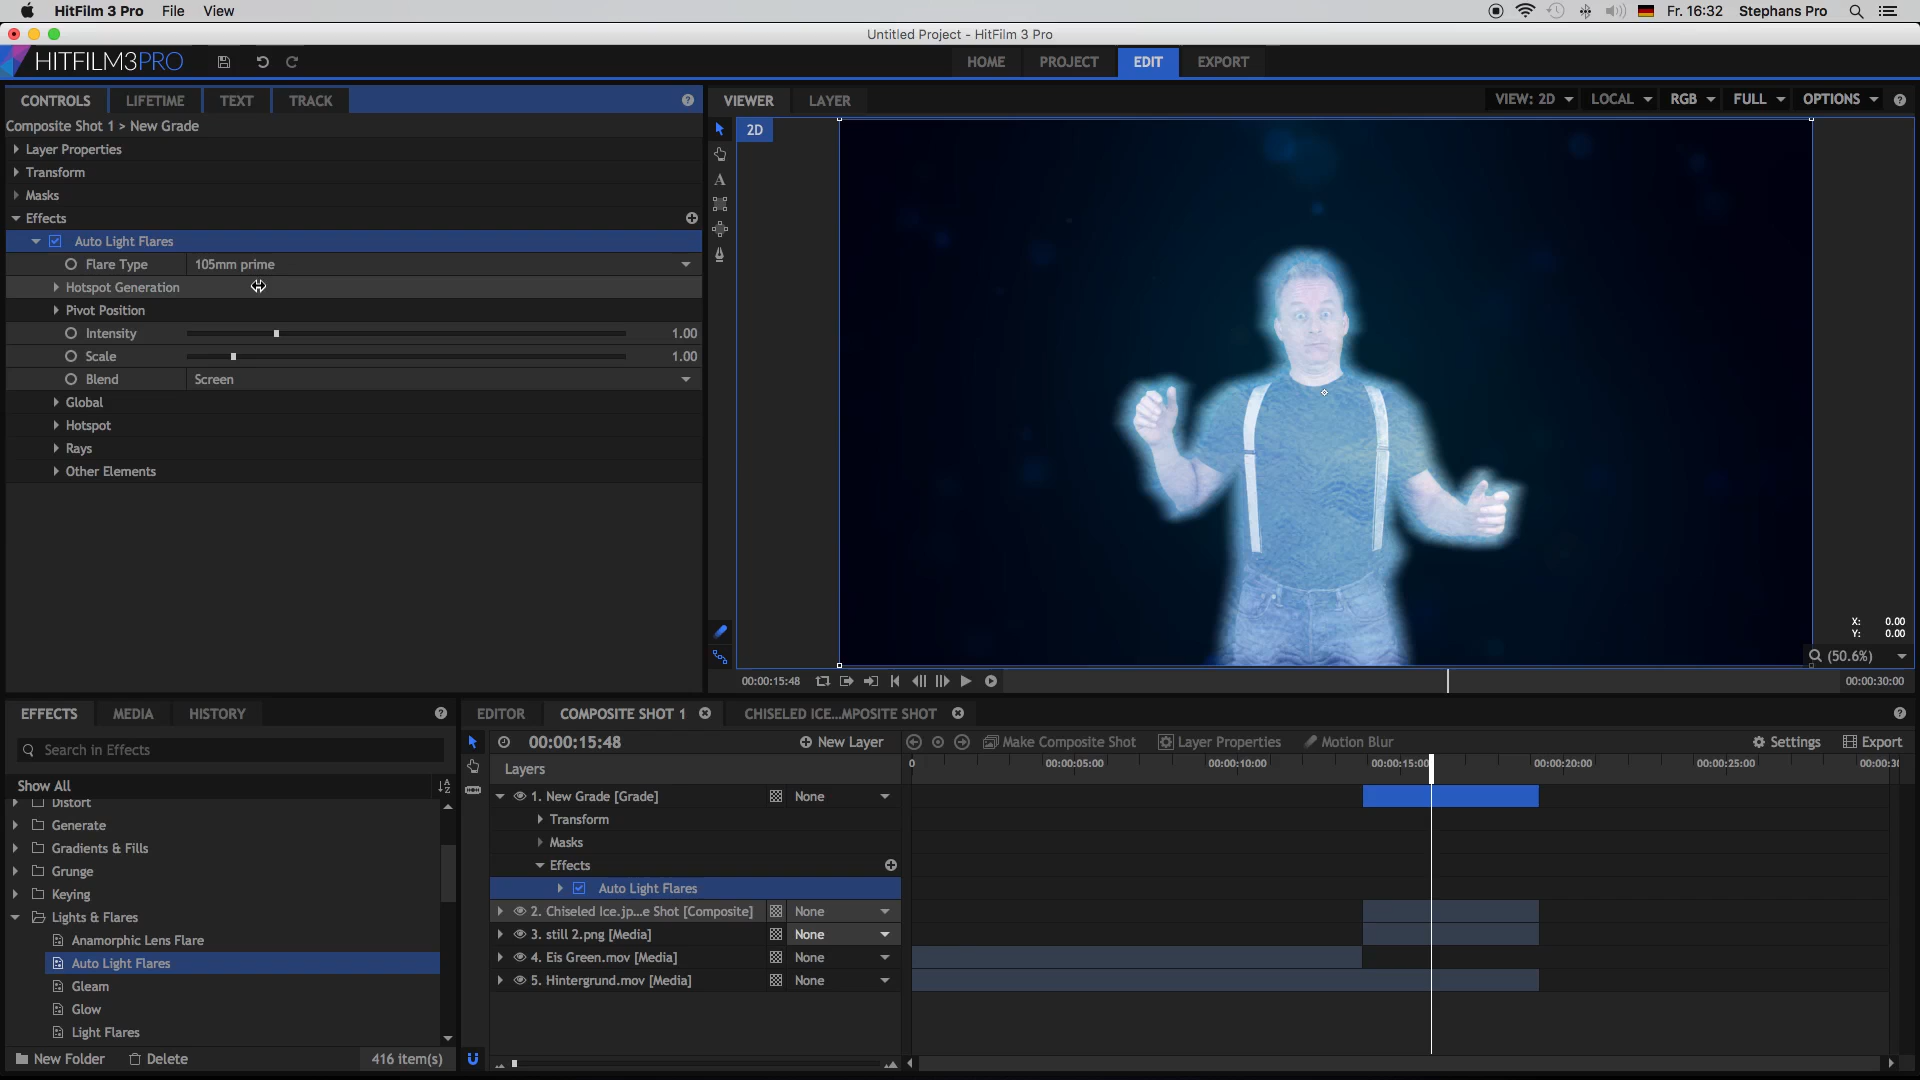 HitFilm 3 Pro File View Fr. 16:32 Stephans Pro
Untitled Project - HitFilm 3 Pro
HITFILM3PRO HOME PROJECT EDIT EXPORT
CONTROLS LIFETIME TEXT TRACK ?
VIEWER LAYER VIEW: 2D LOCAL RGB FULL OPTIONS ?
Composite Shot 1 > New Grade
2D
Layer Properties
Transform
A
Masks
Effects
Auto Light Flares
Flare Type 105mm prime
Hotspot Generation
Pivot Position
Intensity 1.00
Scale 1.00
Blend Screen
Global
Hotspot
Rays
Other Elements
X: 0.00
Y: 0.00
(50.6%)
00:00:15:48 00:00:30:00
EFFECTS MEDIA HISTORY ?
EDITOR COMPOSITE SHOT 1 CHISELED ICE...MPOSITE SHOT ?
Search in Effects
00:00:15:48 New Layer Make Composite Shot Layer Properties Motion Blur Settings Export
Layers 0 00:00:05:00 00:00:10:00 00:00:15:00 00:00:20:00 00:00:25:00
Show All
Distort
Generate
Gradients & Fills
Grunge
Keying
Lights & Flares
Anamorphic Lens Flare
Auto Light Flares
Gleam
Glow
Light Flares
New Folder Delete 416 item(s)
1. New Grade [Grade] None
Transform
Masks
Effects
Auto Light Flares
2. Chiseled Ice.jp...e Shot [Composite] None
3. still 2.png [Media] None
4. Eis Green.mov [Media] None
5. Hintergrund.mov [Media] None